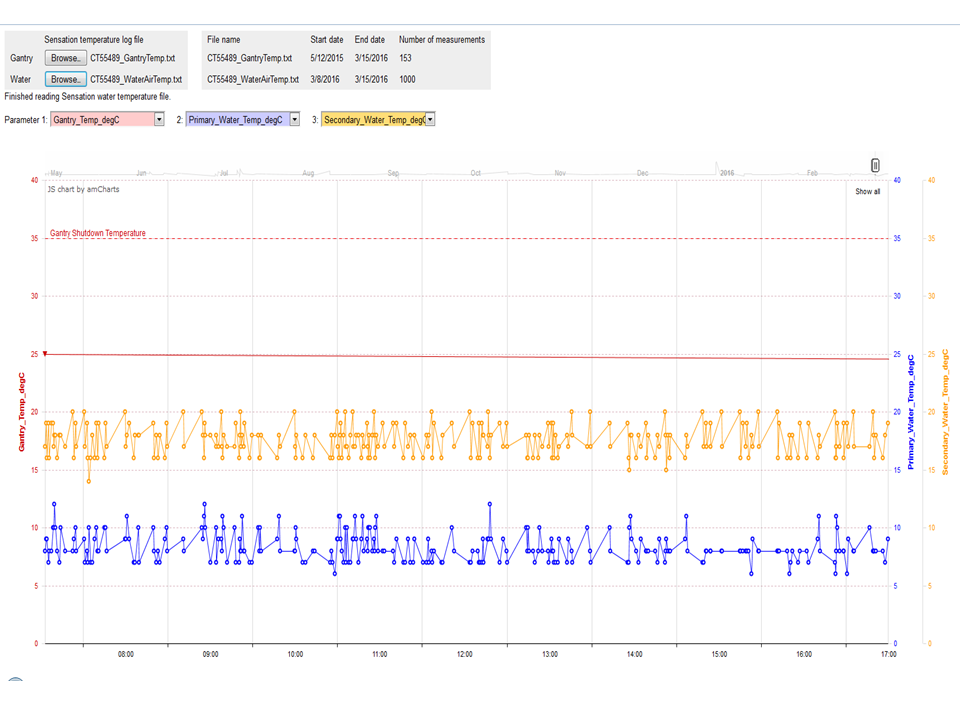 Sensation temperature log file
File name Start date End date Number of measurements
Gantry Browse.. CT55489_GantryTemp.txt CT55489_GantryTemp.txt 5/12/2015 3/15/2016 153
Water Browse.. CT55489_WaterAirTemp.txt CT55489_WaterAirTemp.txt 3/8/2016 3/15/2016 1000
Finished reading Sensation water temperature file.
Parameter 1: Gantry_Temp_degC 2: Primary_Water_Temp_degC 3: Secondary_Water_Temp_degC
May Jun Jul Aug Sep Oct Nov Dec 2016 Feb
JS chart by amCharts
Show all
Gantry Shutdown Temperature
40 40 40
35 35 35
30 30 30
25 25 25
20 20 20
15 15 15
10 10 10
5 5 5
0 0 0
Gantry_Temp_degC
Primary_Water_Temp_degC
Secondary_Water_Temp_degC
08:00 09:00 10:00 11:00 12:00 13:00 14:00 15:00 16:00 17:00